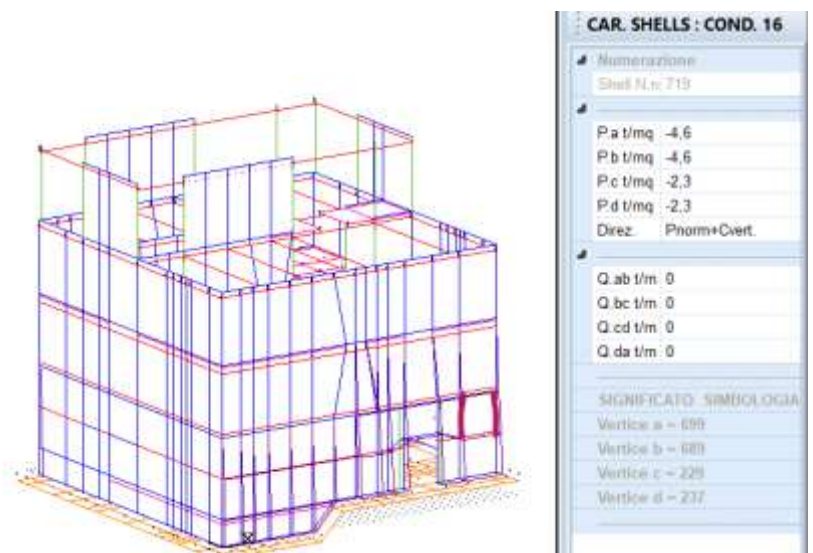 CAR. SHELLS : COND. 16
Numerazione
Shell N.n 719
P.a t/mq -4,6
P.b t/mq -4,6
P.c t/mq -2,3
P.d t/mq -2,3
Direz. Pnorm+Cvert.
Q.ab t/m 0
Q.bc t/m 0
Q.cd t/m 0
Q.da t/m 0
SIGNIFICATO SIMBOLOGIA
Vertice a = 699
Vertice b = 689
Vertice c = 229
Vertice d = 237